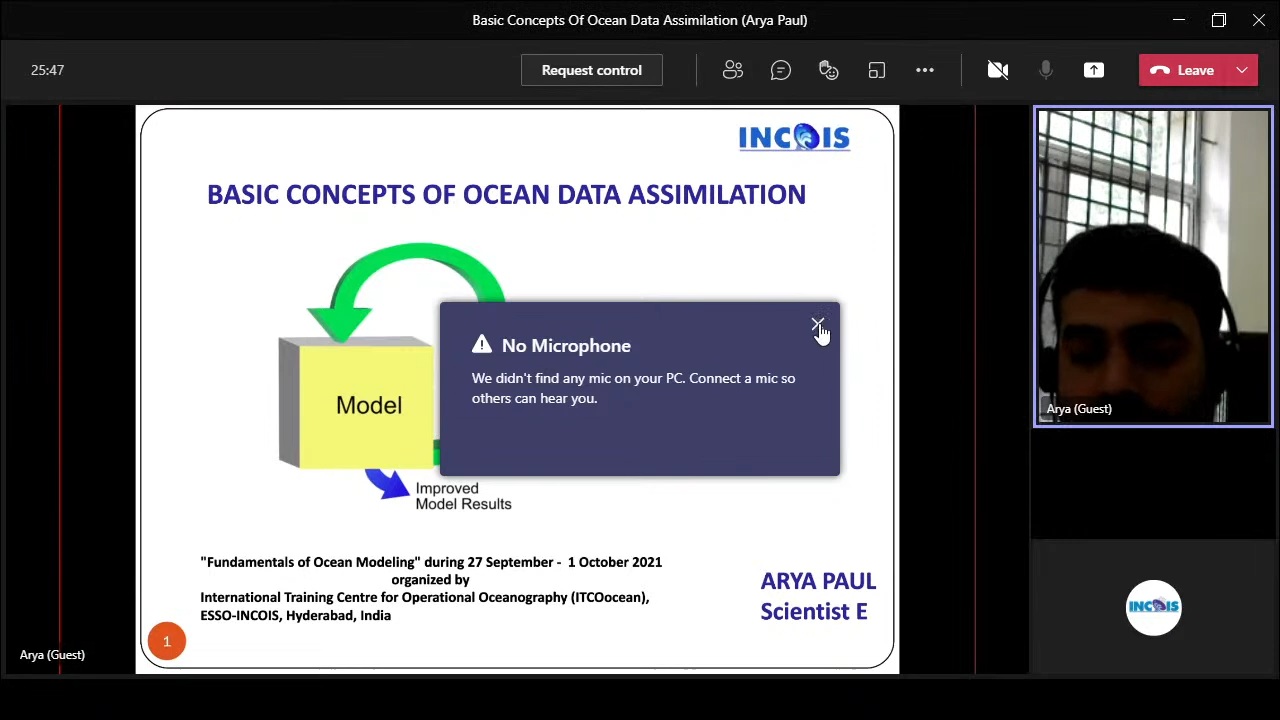 Basic Concepts Of Ocean Data Assimilation (Arya Paul)
25:47
Request control
Leave
INCOIS
BASIC CONCEPTS OF OCEAN DATA ASSIMILATION
No Microphone
We didn't find any mic on your PC. Connect a mic so
others can hear you.
Model
Improved
Model Results
"Fundamentals of Ocean Modeling" during 27 September - 1 October 2021
organized by
International Training Centre for Operational Oceanography (ITCOocean),
ESSO-INCOIS, Hyderabad, India
ARYA PAUL
Scientist E
1
Arya (Guest)
Arya (Guest)
INCOIS